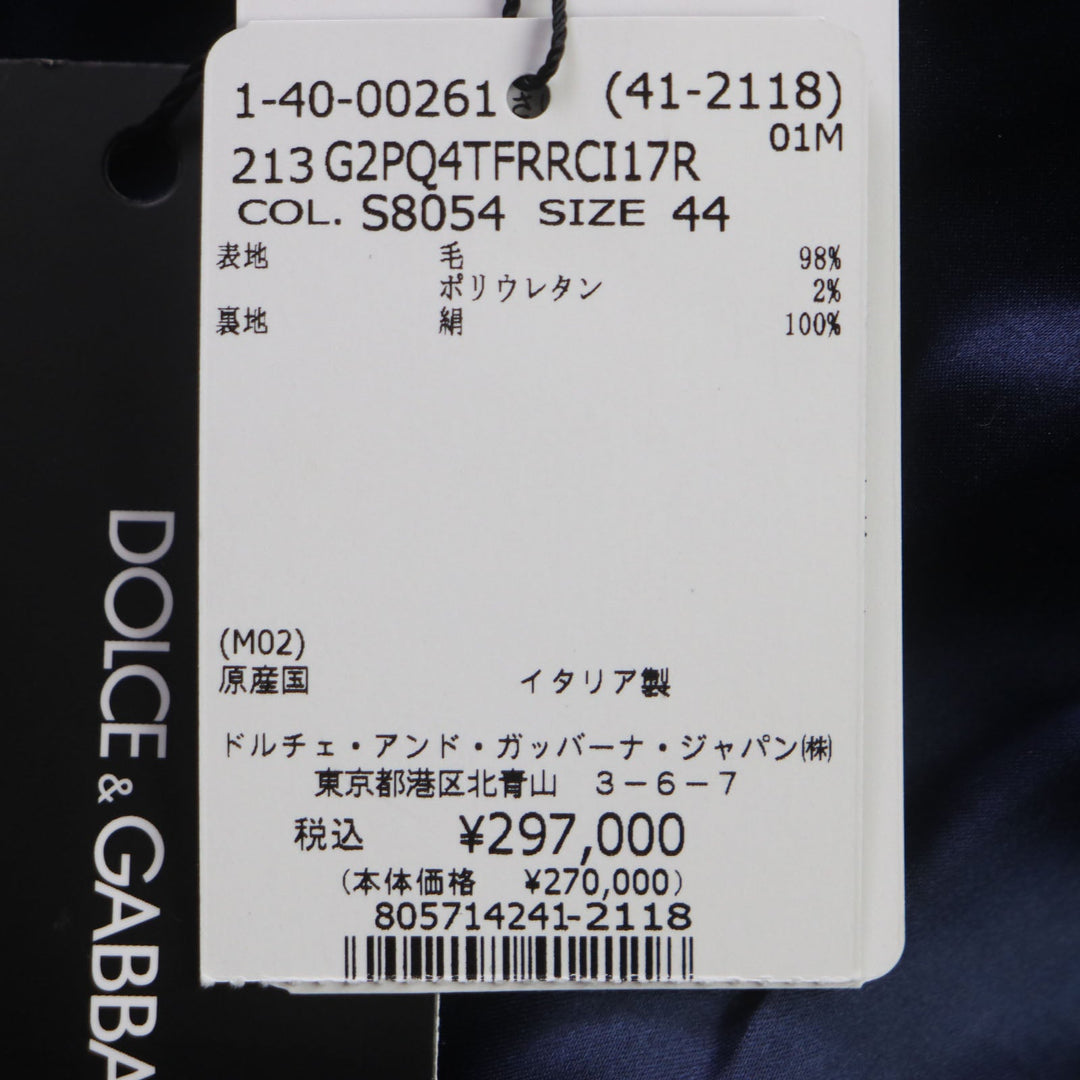 1-40-00261 (41-2118)
01M
213 G2PQ4TFRRCI17R
COL. S8054 SIZE 44
表地 毛 98%
ポリウレタン 2%
裏地 絹 100%
(M02)
原産国 イタリア製
ドルチェ・アンド・ガッバーナ・ジャパン㈱
東京都港区北青山 3-6-7
税込 ¥297,000
(本体価格 ¥270,000)
805714241-2118
DOLCE & GABBA